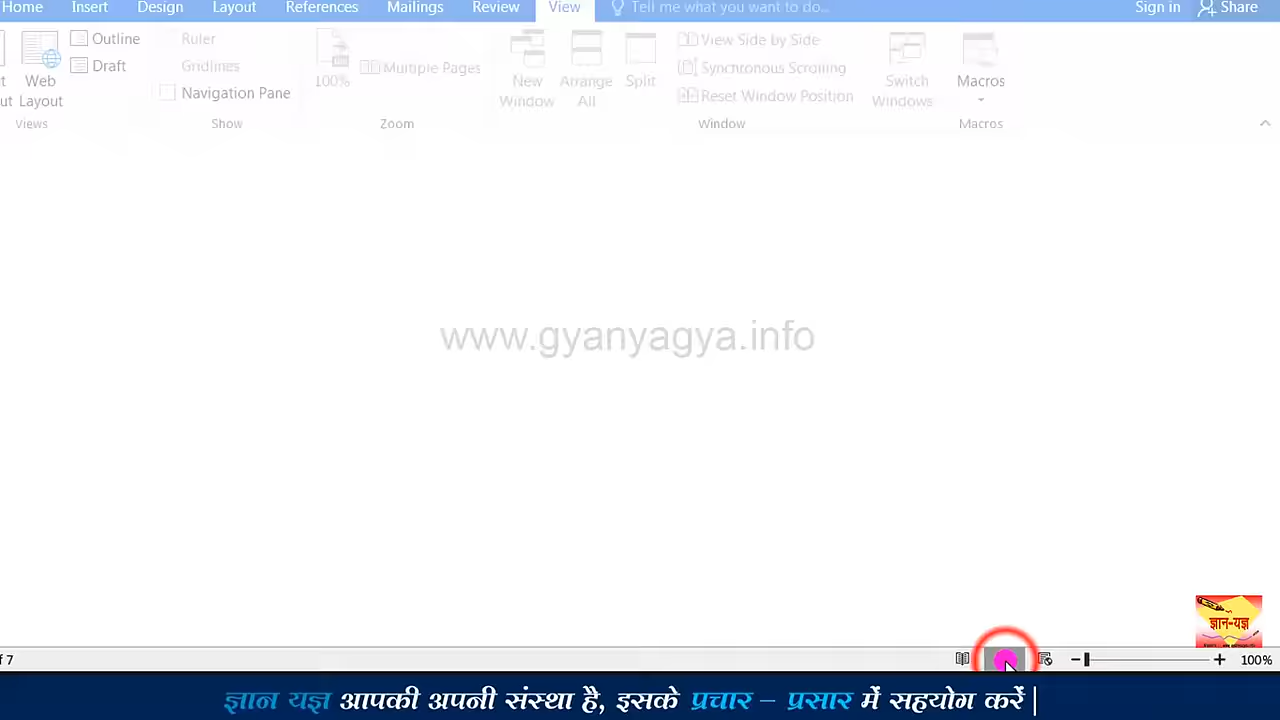 Home Insert Design Layout References Mailings Review View Tell me what you want to do... Sign in Share
Outline
Draft
Web Layout
Views
Ruler
Gridlines
Navigation Pane
Show
100%
Multiple Pages
Zoom
New Window
Arrange All
Split
View Side by Side
Synchronous Scrolling
Reset Window Position
Window
Switch Windows
Macros
Macros
www.gyanyagya.info
ज्ञान-यज्ञ
f 7
100%
ज्ञान यज्ञ आपकी अपनी संस्था है, इसके प्रचार – प्रसार में सहयोग करें |